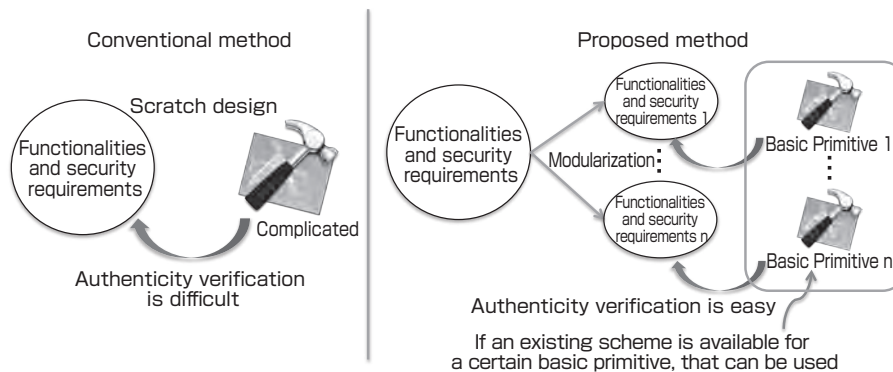 Conventional method
Scratch design
Functionalities
and security
requirements
Complicated
Authenticity verification
is difficult
Proposed method
Functionalities
and security
requirements
Modularization
Functionalities
and security
requirements 1
Functionalities
and security
requirements n
Basic Primitive 1
Basic Primitive n
Authenticity verification is easy
If an existing scheme is available for
a certain basic primitive, that can be used